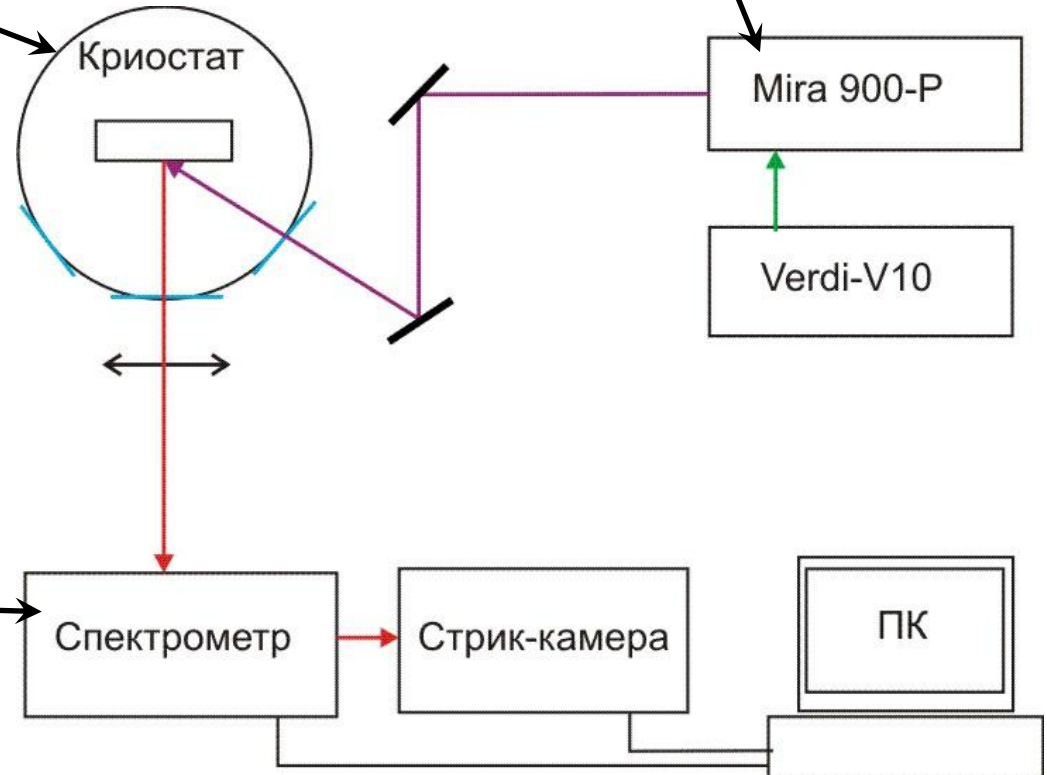 Криостат
Mira 900-P
Verdi-V10
Спектрометр
Стрик-камера
ПК